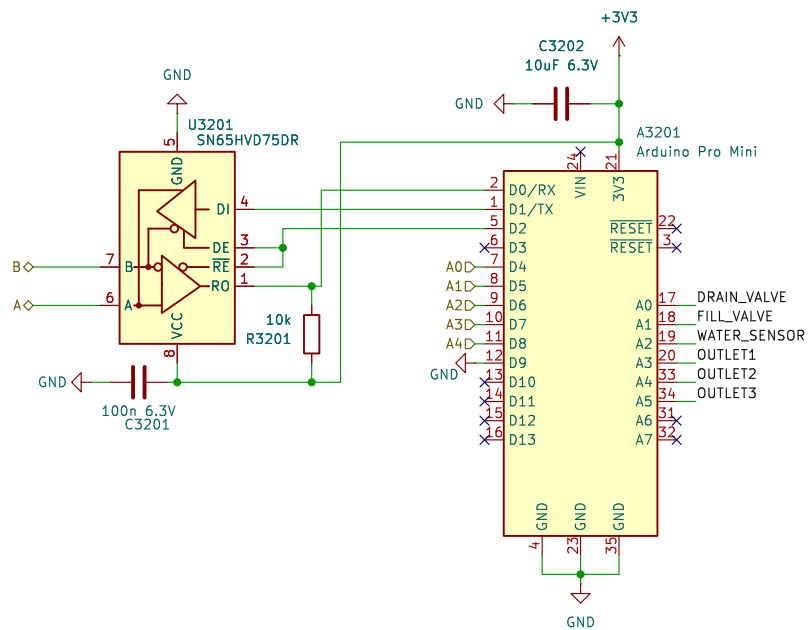 +3V3
C3202
10uF 6.3V
GND
GND
U3201
SN65HVD75DR
A3201
Arduino Pro Mini
5
GND
24
VIN
21
3V3
2 D0/RX
4 DI
1 D1/TX
5 D2
RESET 22
3 DE
6 D3
RESET 3
B 7 B
2 RE
A0 7 D4
1 RO
A1 8 D5
A 6 A
A2 9 D6
A0 17 DRAIN_VALVE
VCC
8
10k
R3201
A3 10 D7
A1 18 FILL_VALVE
A4 11 D8
A2 19 WATER_SENSOR
GND
12 D9
A3 20 OUTLET1
GND
13 D10
A4 33 OUTLET2
14 D11
A5 34 OUTLET3
100n 6.3V
C3201
15 D12
A6 31
16 D13
A7 32
GND
4
GND
23
GND
35
GND